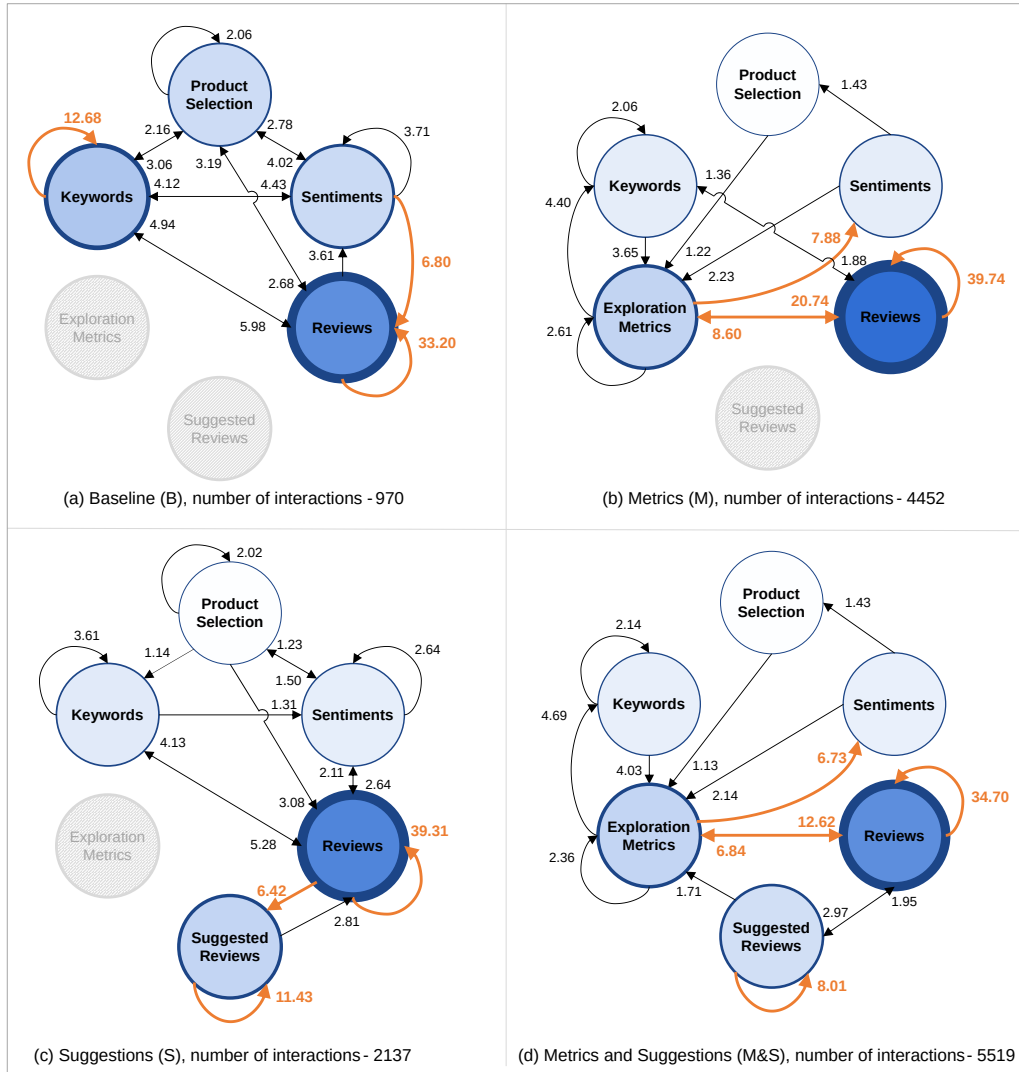 2.06
Product
Selection
12.68
2.16
2.78
3.71
3.06
3.19
4.02
Keywords
4.12
4.43
Sentiments
4.94
3.61
6.80
2.68
Exploration
Metrics
5.98
Reviews
33.20
Suggested
Reviews
(a) Baseline (B), number of interactions - 970
Product
Selection
1.43
2.06
Keywords
1.36
Sentiments
4.40
3.65
1.22
7.88
1.88
2.23
39.74
Exploration
Metrics
20.74
Reviews
2.61
8.60
Suggested
Reviews
(b) Metrics (M), number of interactions - 4452
2.02
Product
Selection
3.61
1.14
1.23
2.64
1.50
Keywords
1.31
Sentiments
4.13
2.11
2.64
3.08
Exploration
Metrics
5.28
Reviews
39.31
6.42
2.81
Suggested
Reviews
11.43
(c) Suggestions (S), number of interactions - 2137
Product
Selection
1.43
2.14
Keywords
Sentiments
4.69
4.03
1.13
6.73
2.14
34.70
Exploration
Metrics
12.62
Reviews
2.36
6.84
1.71
2.97
1.95
Suggested
Reviews
8.01
(d) Metrics and Suggestions (M&S), number of interactions - 5519